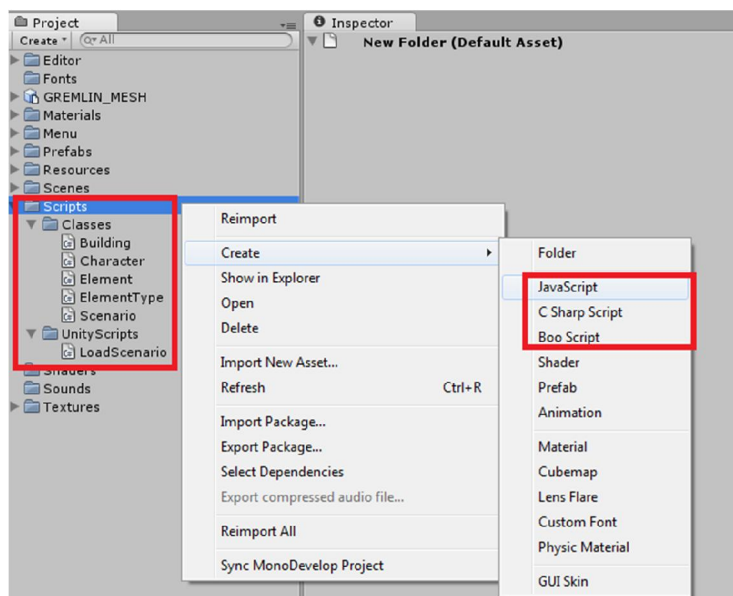 Project
Inspector
Create
All
New Folder (Default Asset)
Editor
Fonts
GREMLIN_MESH
Materials
Menu
Prefabs
Resources
Scenes
Scripts
Classes
Building
Character
Element
ElementType
Scenario
UnityScripts
LoadScenario
Shaders
Sounds
Textures
Reimport
Create
Show in Explorer
Open
Delete
Import New Asset...
Refresh Ctrl+R
Import Package...
Export Package...
Select Dependencies
Export compressed audio file...
Reimport All
Sync MonoDevelop Project
Folder
JavaScript
C Sharp Script
Boo Script
Shader
Prefab
Animation
Material
Cubemap
Lens Flare
Custom Font
Physic Material
GUI Skin